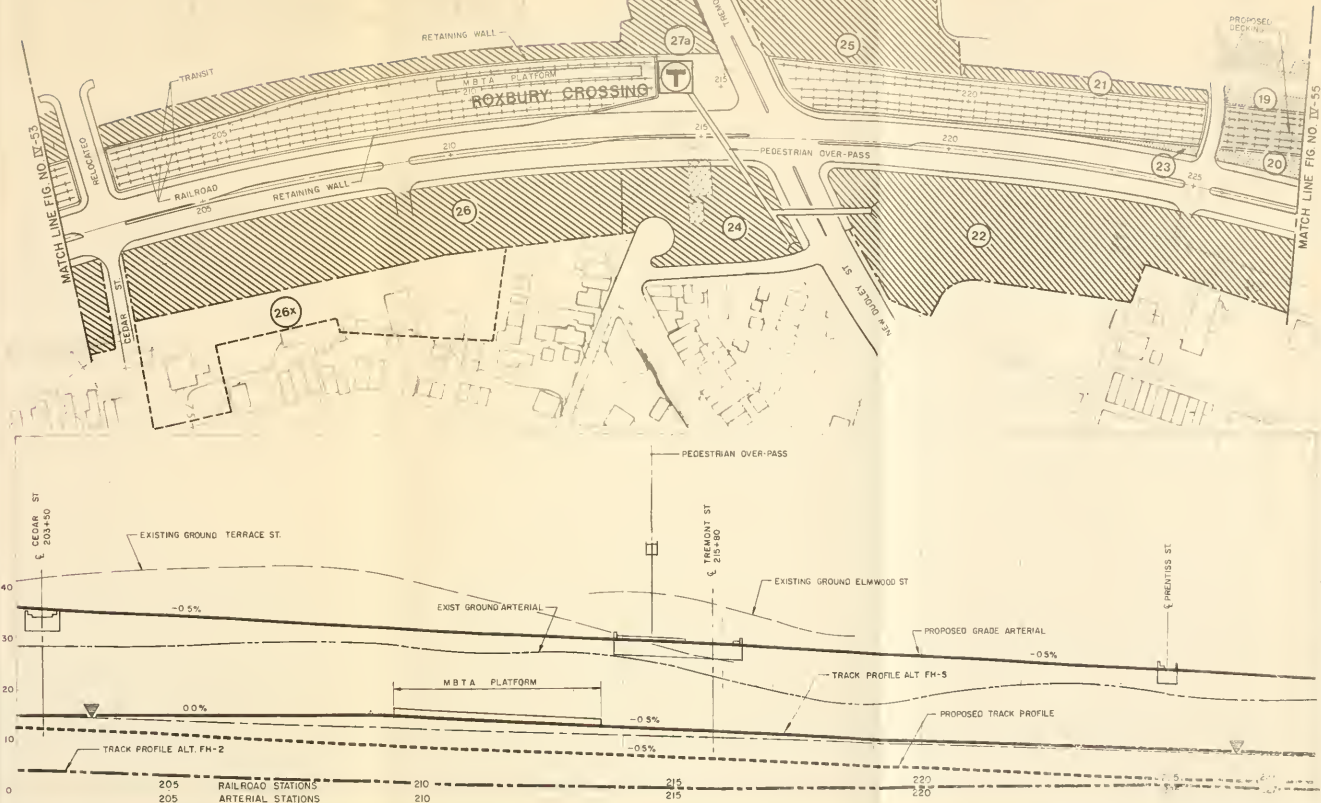 RETAINING WALL
TRANSIT
MBTA PLATFORM
210
ROXBURY CROSSING
27a
T
215
25
220
21
PROPOSED
DECKING
19
20
23
MATCH LINE FIG. NO. IV-53
RELOCATED
205
RAILROAD
RETAINING WALL
205
210
215
PEDESTRIAN OVER-PASS
220
225
MATCH LINE FIG. NO. IV-55
26
24
22
CEDAR ST.
26x
NEW DUDLEY ST
PEDESTRIAN OVER-PASS
℄ CEDAR ST
203+50
EXISTING GROUND TERRACE ST.
℄ TREMONT ST
215+80
EXISTING GROUND ELMWOOD ST
℄ PRENTISS ST.
40
-0.5%
EXIST GROUND ARTERIAL
30
PROPOSED GRADE ARTERIAL
-0.5%
20
MBTA PLATFORM
TRACK PROFILE ALT FH-5
0.0%
-0.5%
PROPOSED TRACK PROFILE
10
TRACK PROFILE ALT. FH-2
-0.5%
0
205 RAILROAD STATIONS 210 215 220
205 ARTERIAL STATIONS 210 215 220